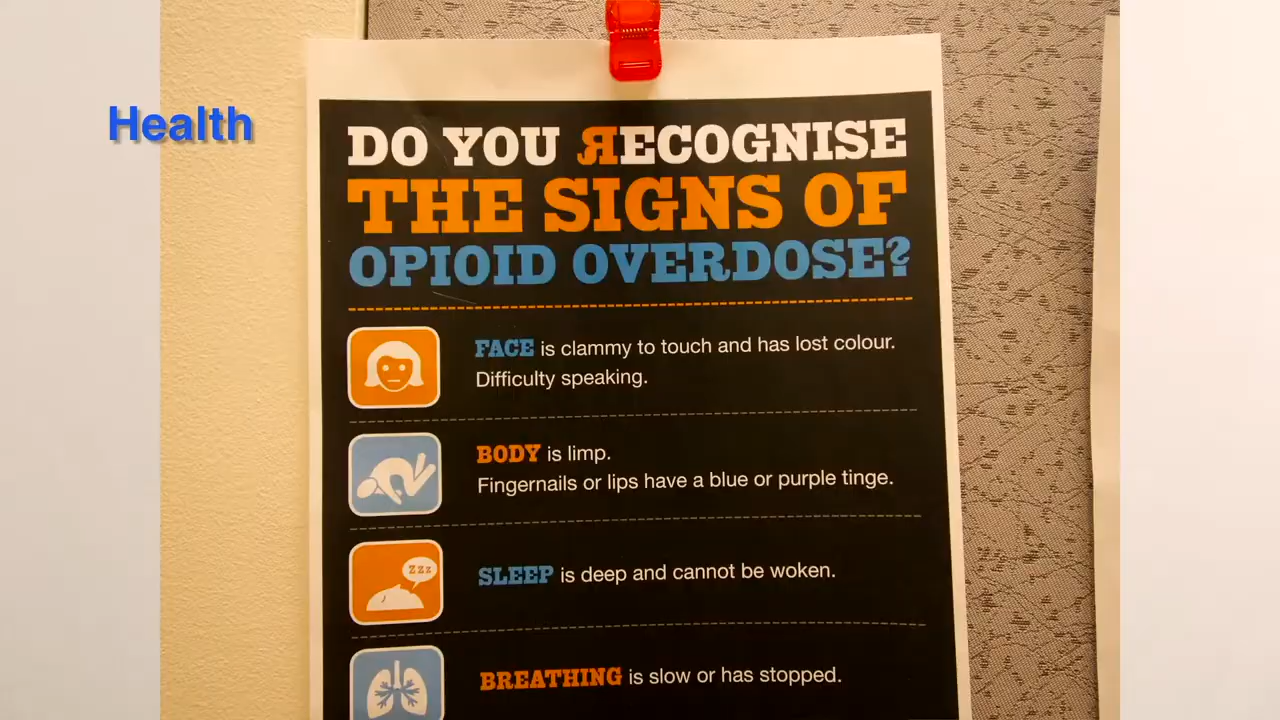 Health
DO YOU ЯECOGNISE
THE SIGNS OF
OPIOID OVERDOSE?
FACE is clammy to touch and has lost colour.
Difficulty speaking.
BODY is limp.
Fingernails or lips have a blue or purple tinge.
ZZZ
SLEEP is deep and cannot be woken.
BREATHING is slow or has stopped.